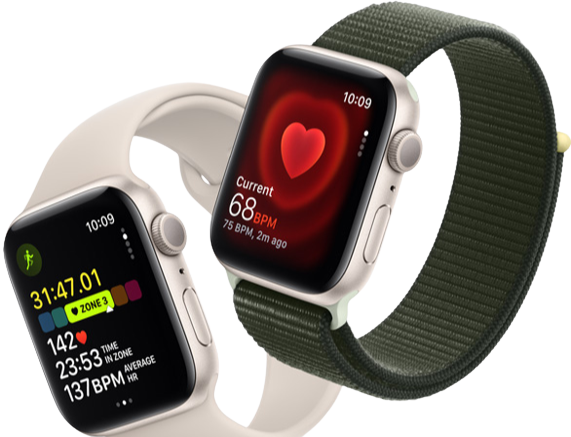 10:09
31:47.01
ZONE 3
142
23:53 TIME IN ZONE
137BPM AVERAGE HR
10:09
Current
68BPM
75 BPM, 2m ago